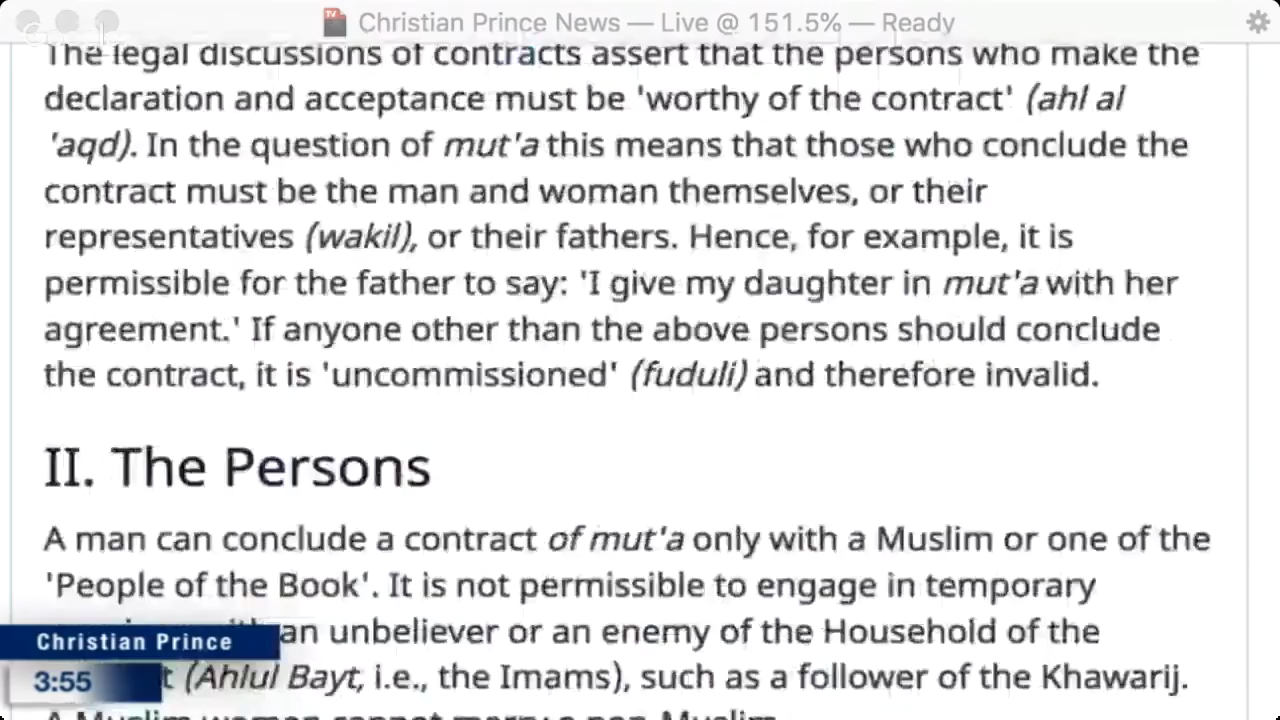 Christian Prince News — Live @ 151.5% — Ready
The legal discussions of contracts assert that the persons who make the
declaration and acceptance must be 'worthy of the contract' (ahl al
'aqd). In the question of mut'a this means that those who conclude the
contract must be the man and woman themselves, or their
representatives (wakil), or their fathers. Hence, for example, it is
permissible for the father to say: 'I give my daughter in mut'a with her
agreement.' If anyone other than the above persons should conclude
the contract, it is 'uncommissioned' (fuduli) and therefore invalid.
II. The Persons
A man can conclude a contract of mut'a only with a Muslim or one of the
'People of the Book'. It is not permissible to engage in temporary
an unbeliever or an enemy of the Household of the
t (Ahlul Bayt, i.e., the Imams), such as a follower of the Khawarij.
A Muslim woman cannot marry a non-Muslim
Christian Prince
3:55